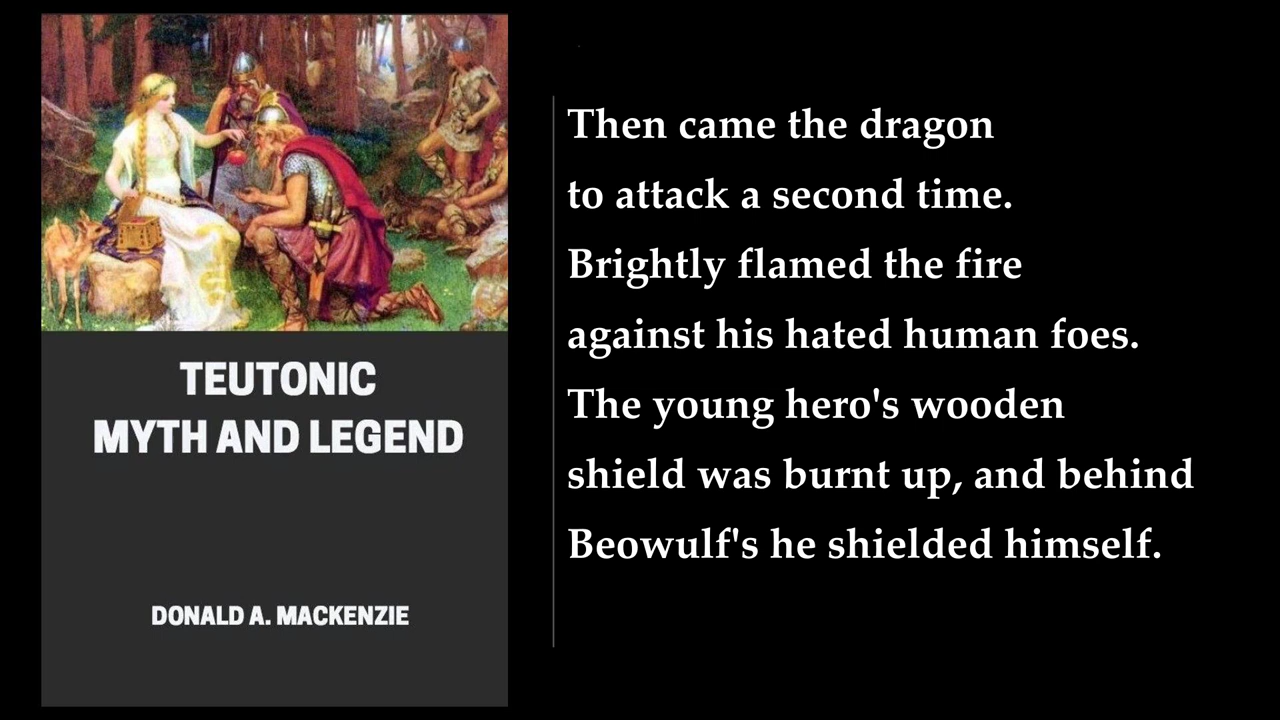 TEUTONIC
MYTH AND LEGEND
DONALD A. MACKENZIE
Then came the dragon
to attack a second time.
Brightly flamed the fire
against his hated human foes.
The young hero's wooden
shield was burnt up, and behind
Beowulf's he shielded himself.